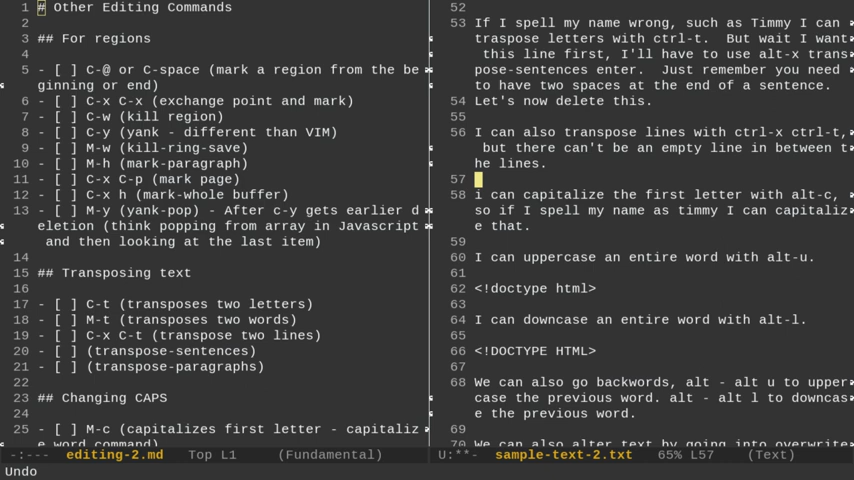 1 # Other Editing Commands
2
3 ## For regions
4
5 - [ ] C-@ or C-space (mark a region from the be
ginning or end)
6 - [ ] C-x C-x (exchange point and mark)
7 - [ ] C-w (kill region)
8 - [ ] C-y (yank - different than VIM)
9 - [ ] M-w (kill-ring-save)
10 - [ ] M-h (mark-paragraph)
11 - [ ] C-x C-p (mark page)
12 - [ ] C-x h (mark-whole buffer)
13 - [ ] M-y (yank-pop) - After c-y gets earlier d
eletion (think popping from array in Javascript
and then looking at the last item)
14
15 ## Transposing text
16
17 - [ ] C-t (transposes two letters)
18 - [ ] M-t (transposes two words)
19 - [ ] C-x C-t (transpose two lines)
20 - [ ] (transpose-sentences)
21 - [ ] (transpose-paragraphs)
22
23 ## Changing CAPS
24
25 - [ ] M-c (capitalizes first letter - capitaliz
e word command)
-:--- editing-2.md Top L1 (Fundamental)
52
53 If I spell my name wrong, such as Timmy I can
traspose letters with ctrl-t. But wait I want
this line first, I'll have to use alt-x trans
pose-sentences enter. Just remember you need
to have two spaces at the end of a sentence.
54 Let's now delete this.
55
56 I can also transpose lines with ctrl-x ctrl-t,
but there can't be an empty line in between t
he lines.
57
58 i can capitalize the first letter with alt-c,
so if I spell my name as timmy I can capitaliz
e that.
59
60 I can uppercase an entire word with alt-u.
61
62 <!doctype html>
63
64 I can downcase an entire word with alt-l.
65
66 <!DOCTYPE HTML>
67
68 We can also go backwords, alt - alt u to upper
case the previous word. alt - alt l to downcas
e the previous word.
69
70 We can also alter text by going into overwrite
U:**- sample-text-2.txt 65% L57 (Text)
Undo